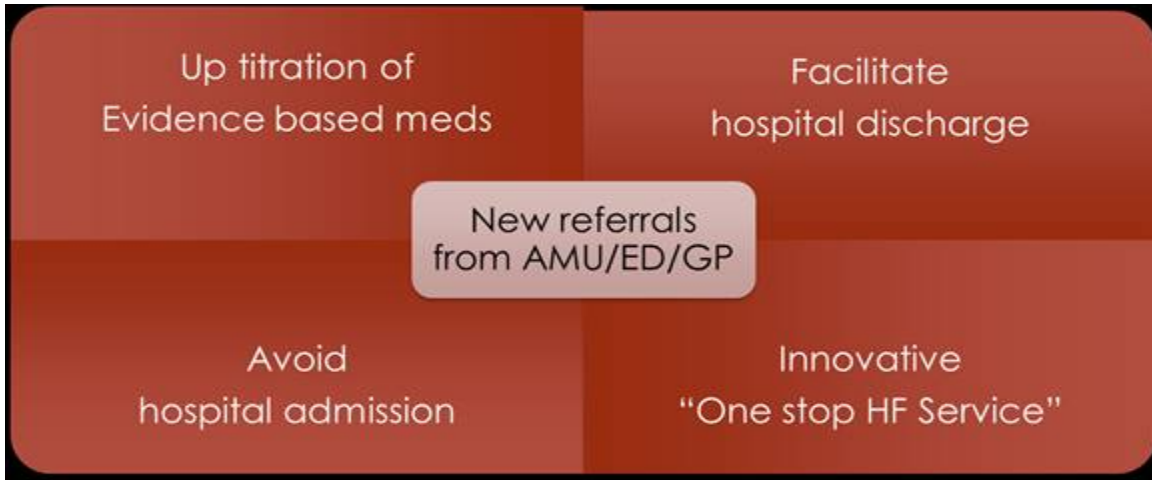 Up titration of
Evidence based meds
Facilitate
hospital discharge
New referrals
from AMU/ED/GP
Avoid
hospital admission
Innovative
“One stop HF Service”